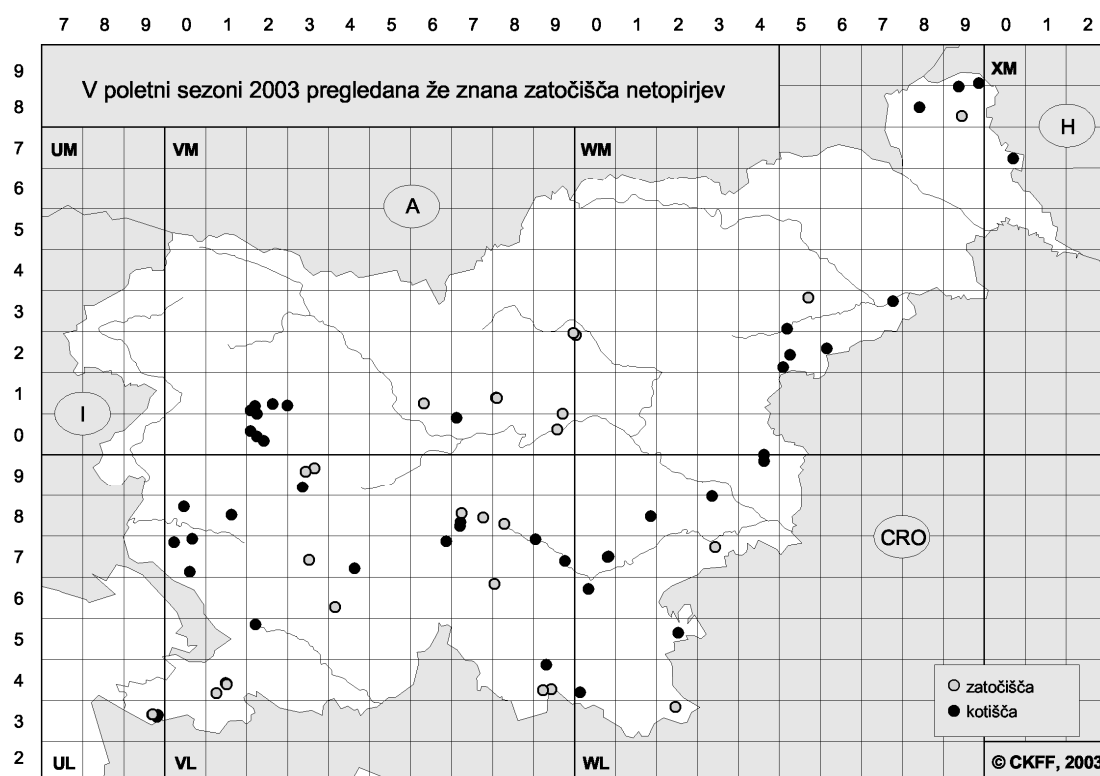 7 8 9 0 1 2 3 4 5 6 7 8 9 0 1 2 3 4 5 6 7 8 9 0 1 2
9
8
7
6
5
4
3
2
1
0
9
8
7
6
5
4
3
2
V poletni sezoni 2003 pregledana že znana zatočišča netopirjev
XM
H
UM VM WM
A
I
CRO
zatočišča
kotišča
UL VL WL © CKFF, 2003